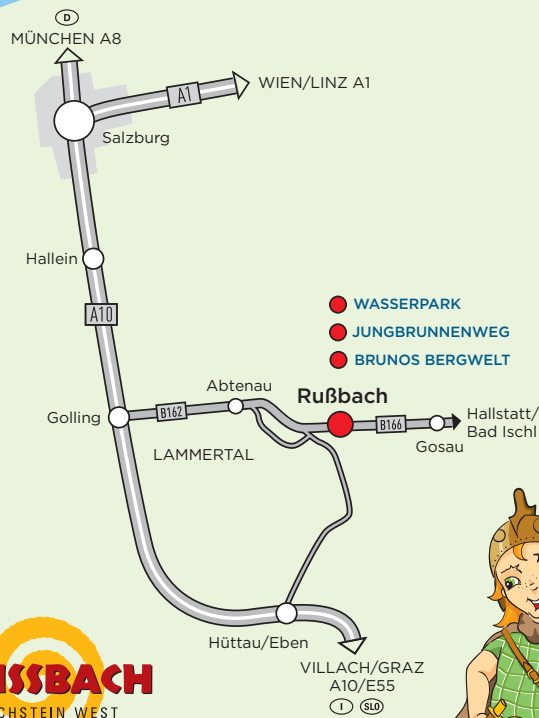 D
MÜNCHEN A8
WIEN/LINZ A1
A1
Salzburg
Hallein
A10
WASSERPARK
JUNGBRUNNENWEG
BRUNOS BERGWELT
Abtenau
Rußbach
Golling
B162
B166
Hallstatt/
Bad Ischl
Gosau
LAMMERTAL
Hüttau/Eben
VILLACH/GRAZ
A10/E55
I SLO
SSBACH
CHSTEIN WEST